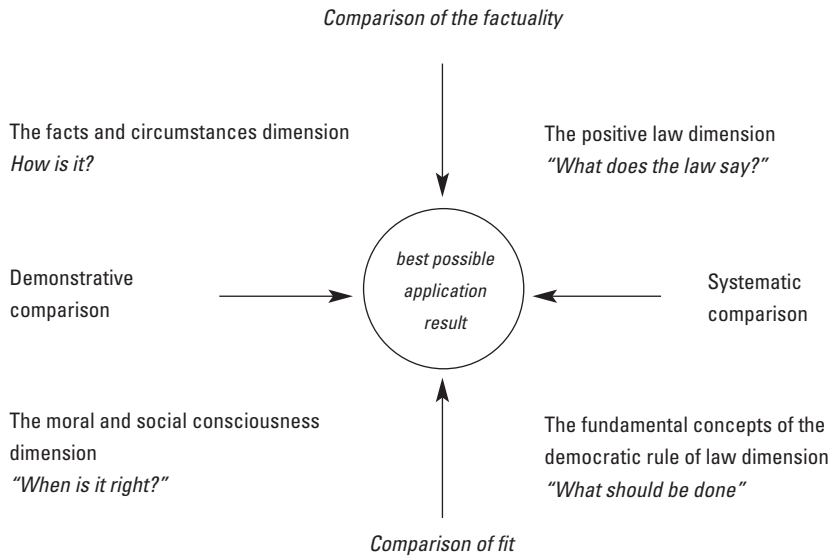 Comparison of the factuality
The facts and circumstances dimension
How is it?
The positive law dimension
“What does the law say?”
Demonstrative
comparison
best possible
application
result
Systematic
comparison
The moral and social consciousness
dimension
“When is it right?”
The fundamental concepts of the
democratic rule of law dimension
“What should be done”
Comparison of fit